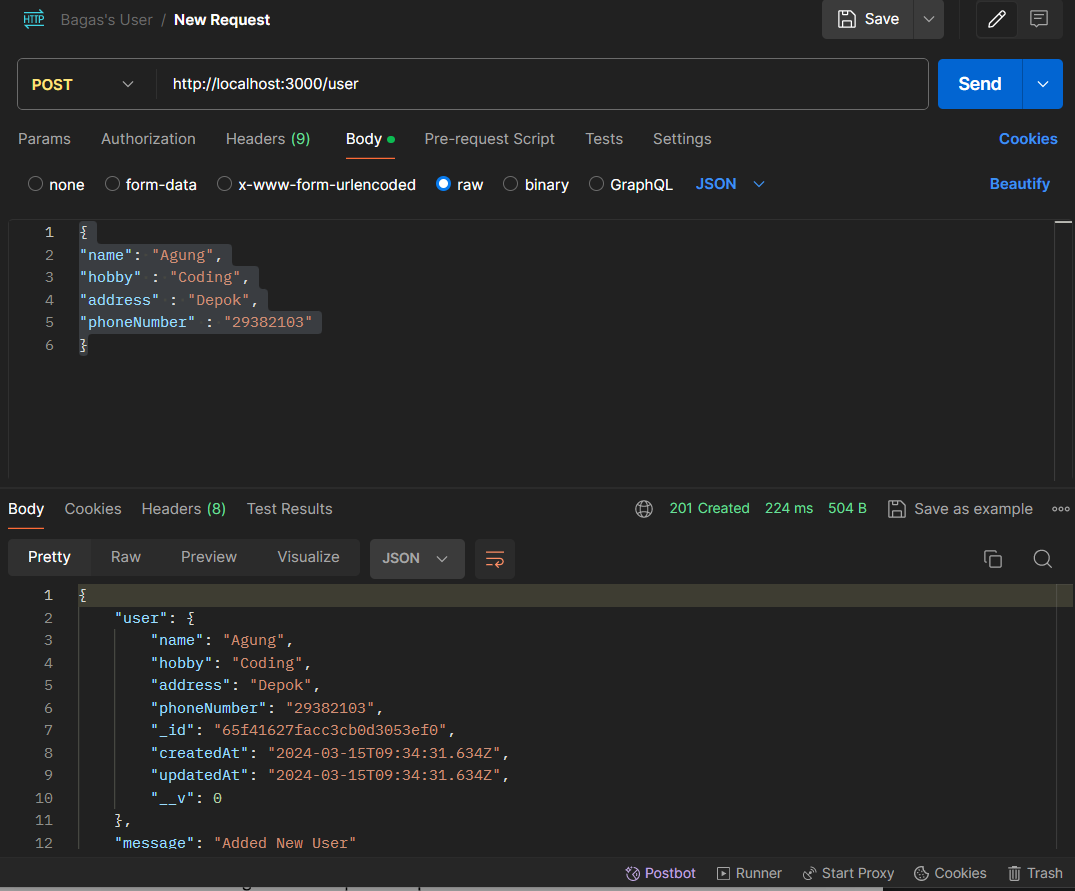 HTTP Bagas's User / New Request Save
POST http://localhost:3000/user Send
Params Authorization Headers (9) Body Pre-request Script Tests Settings Cookies
none form-data x-www-form-urlencoded raw binary GraphQL JSON Beautify
1 {
2 "name": "Agung",
3 "hobby" : "Coding",
4 "address" : "Depok",
5 "phoneNumber" : "29382103"
6 }
Body Cookies Headers (8) Test Results 201 Created 224 ms 504 B Save as example
Pretty Raw Preview Visualize JSON
1 {
2 "user": {
3 "name": "Agung",
4 "hobby": "Coding",
5 "address": "Depok",
6 "phoneNumber": "29382103",
7 "_id": "65f41627facc3cb0d3053ef0",
8 "createdAt": "2024-03-15T09:34:31.634Z",
9 "updatedAt": "2024-03-15T09:34:31.634Z",
10 "__v": 0
11 },
12 "message": "Added New User"
Postbot Runner Start Proxy Cookies Trash